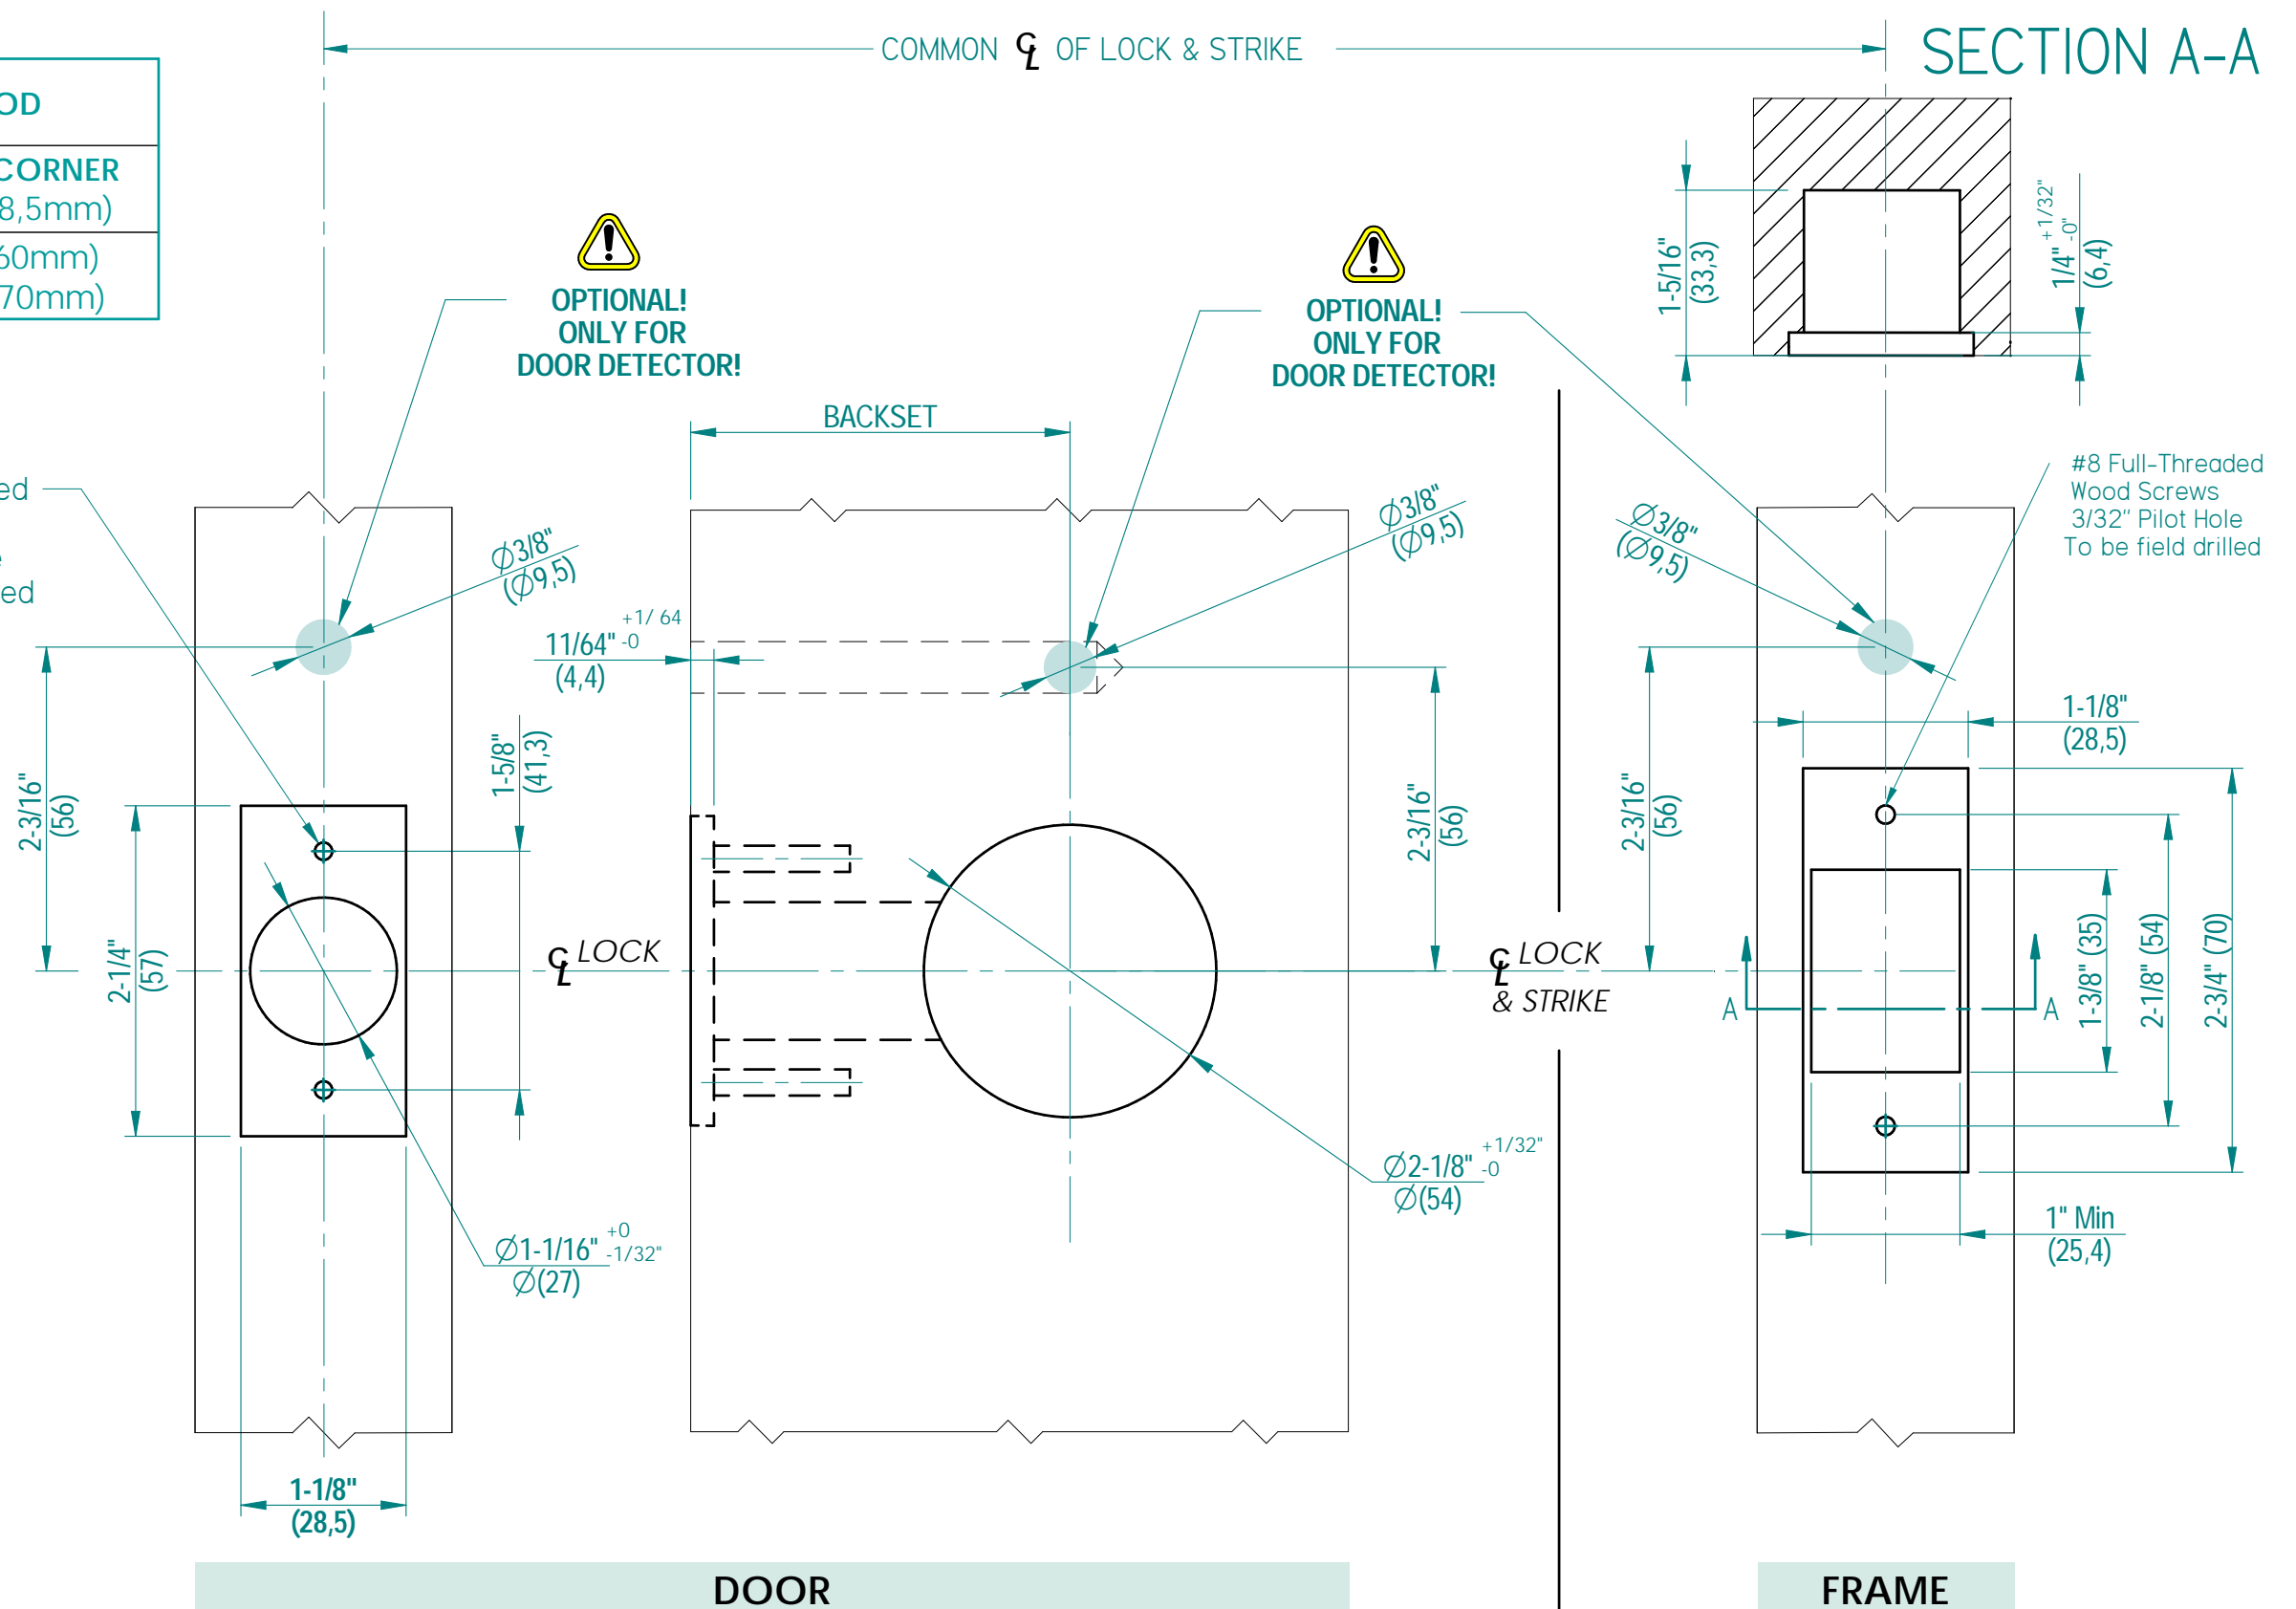 COMMON ℄ OF LOCK & STRIKE
SECTION A-A
OD
CORNER
8,5mm)
60mm)
70mm)
OPTIONAL!
ONLY FOR
DOOR DETECTOR!
OPTIONAL!
ONLY FOR
DOOR DETECTOR!
1-5/16"
(33,3)
1/4" +1/32" -0"
(6,4)
BACKSET
ed
e
ed
#8 Full-Threaded
Wood Screws
3/32" Pilot Hole
To be field drilled
Ø3/8"
(Ø9,5)
Ø3/8"
(Ø9,5)
Ø3/8"
(Ø9,5)
11/64" +1/64 -0
(4,4)
2-3/16"
(56)
2-1/4"
(57)
1-5/8"
(41,3)
2-3/16"
(56)
2-3/16"
(56)
1-1/8"
(28,5)
℄ LOCK
℄ LOCK
& STRIKE
A
A
1-3/8" (35)
2-1/8" (54)
2-3/4" (70)
Ø2-1/8" +1/32" -0
Ø(54)
Ø1-1/16" +0 -1/32"
Ø(27)
1" Min
(25,4)
1-1/8"
(28,5)
DOOR
FRAME